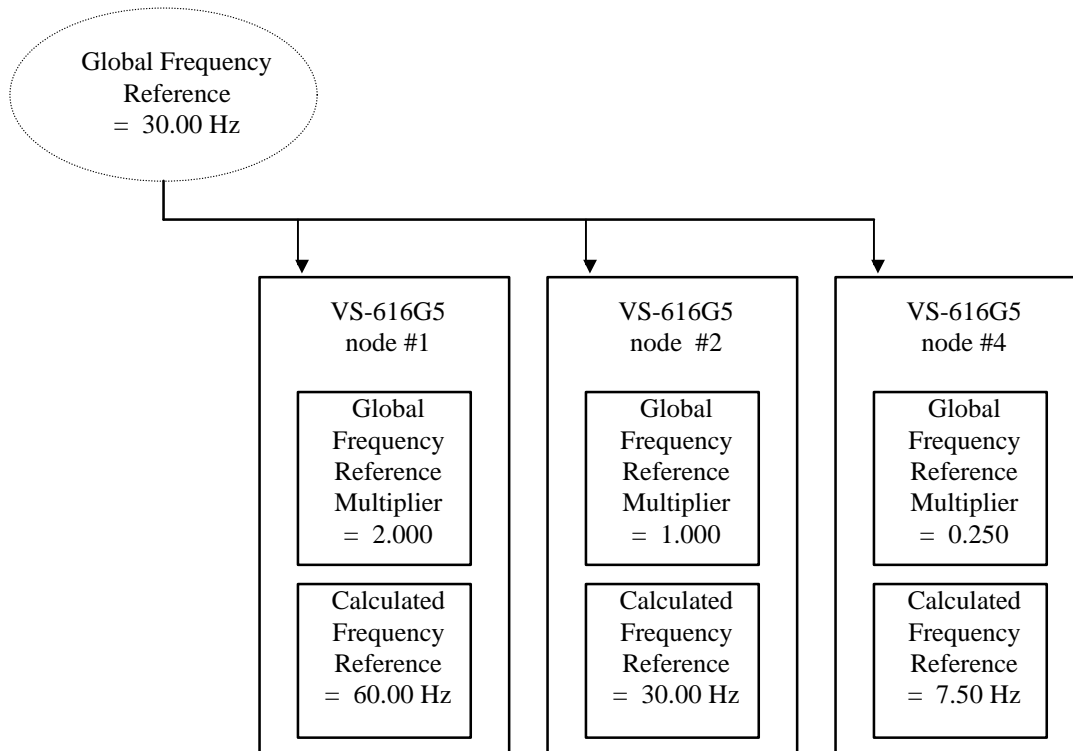 Global Frequency
Reference
= 30.00 Hz
VS-616G5
node #1
Global
Frequency
Reference
Multiplier
= 2.000
Calculated
Frequency
Reference
= 60.00 Hz
VS-616G5
node #2
Global
Frequency
Reference
Multiplier
= 1.000
Calculated
Frequency
Reference
= 30.00 Hz
VS-616G5
node #4
Global
Frequency
Reference
Multiplier
= 0.250
Calculated
Frequency
Reference
= 7.50 Hz